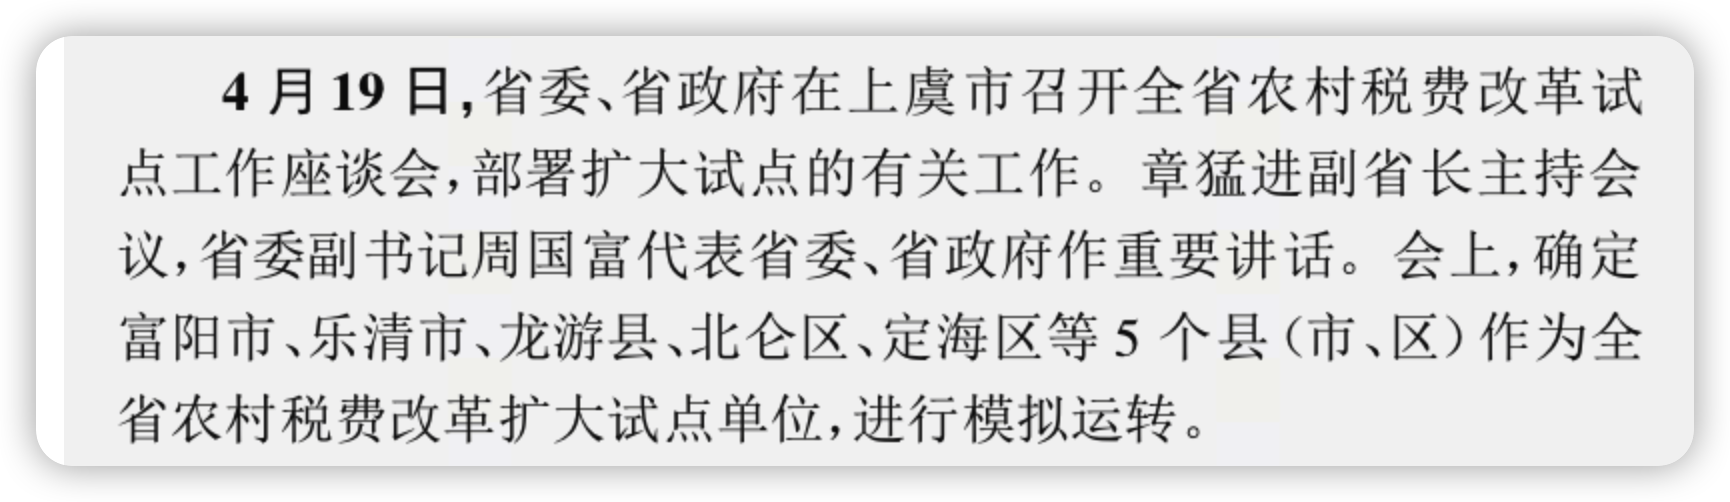 4月19日,省委、省政府在上虞市召开全省农村税费改革试
点工作座谈会,部署扩大试点的有关工作。章猛进副省长主持会
议,省委副书记周国富代表省委、省政府作重要讲话。会上,确定
富阳市、乐清市、龙游县、北仑区、定海区等5个县(市、区)作为全
省农村税费改革扩大试点单位,进行模拟运转。